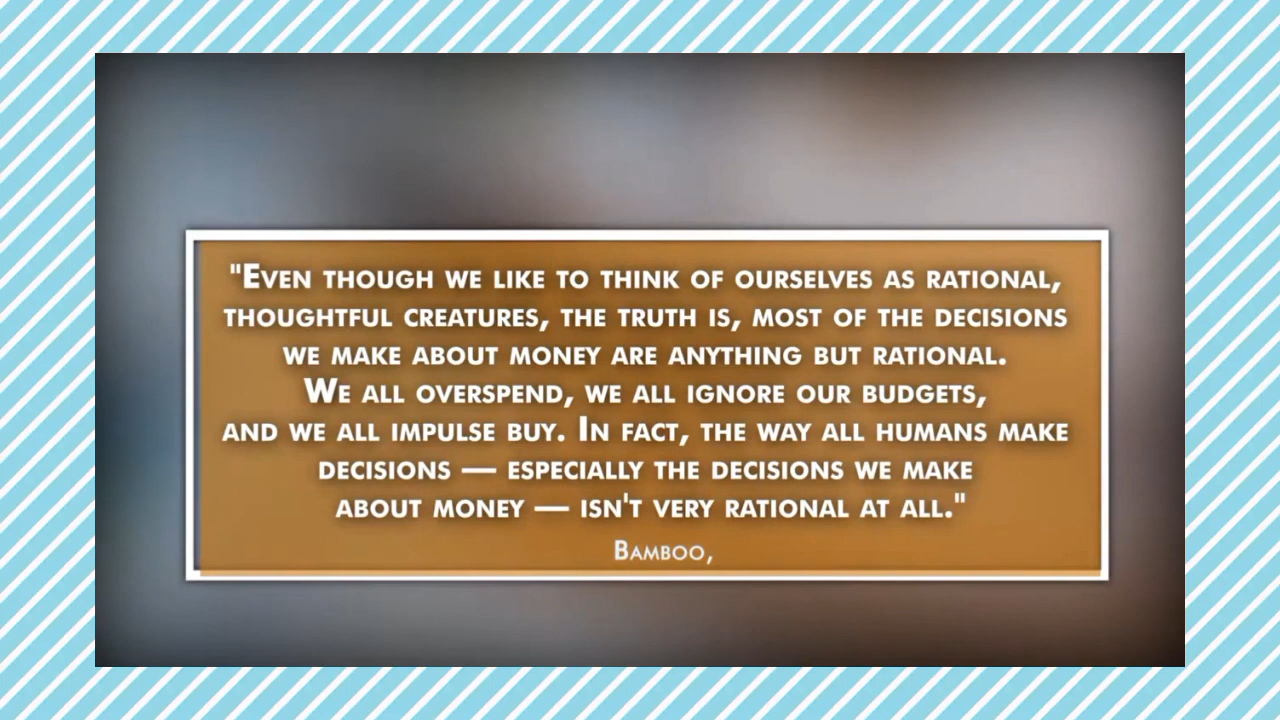 "Even though we like to think of ourselves as rational,
thoughtful creatures, the truth is, most of the decisions
we make about money are anything but rational.
We all overspend, we all ignore our budgets,
and we all impulse buy. In fact, the way all humans make
decisions — especially the decisions we make
about money — isn't very rational at all."
Bamboo,